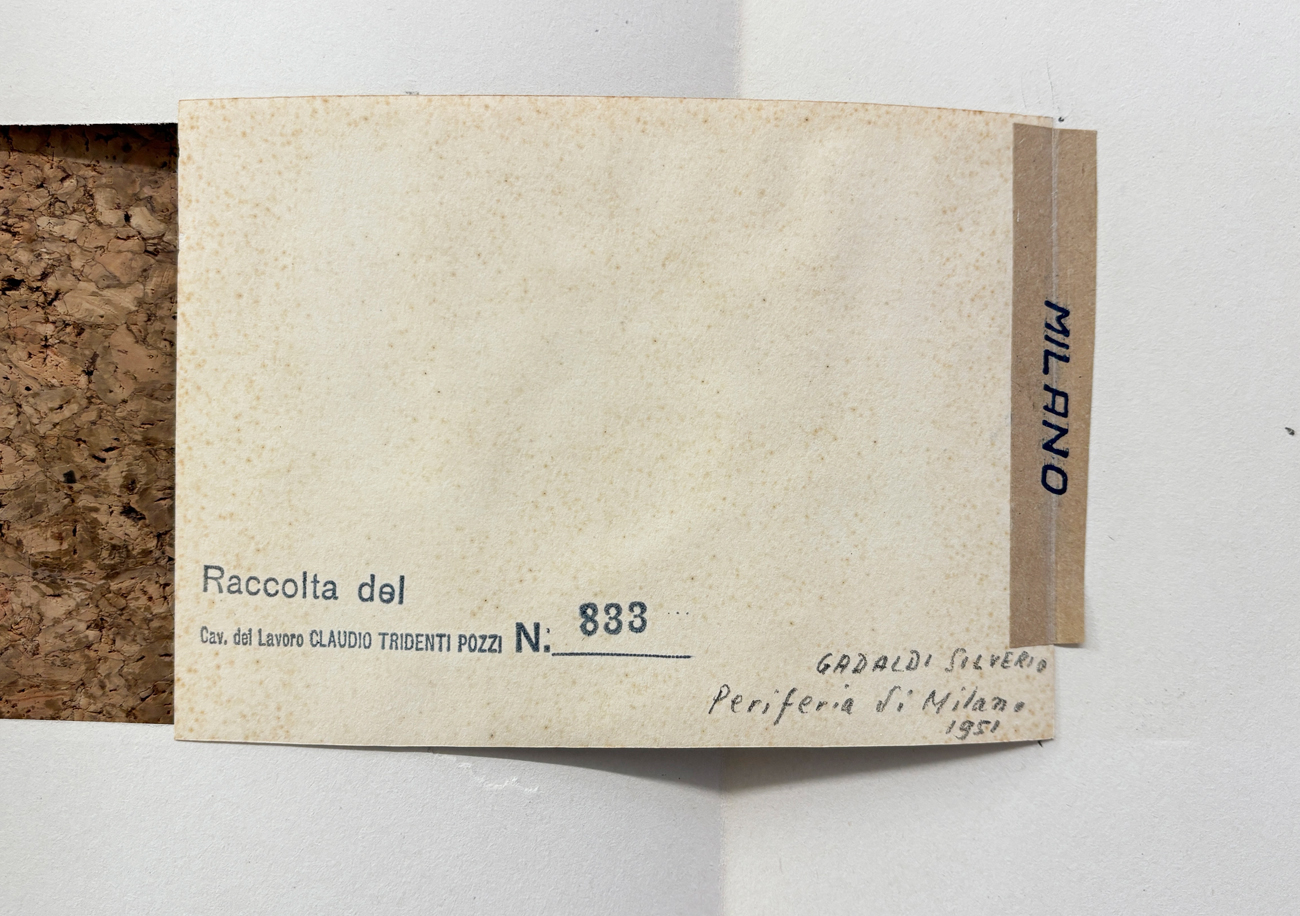 Raccolta del
Cav. del Lavoro CLAUDIO TRIDENTI POZZI N: 833
GADALDI SILVERIO
Periferia di Milano
1951
MILANO